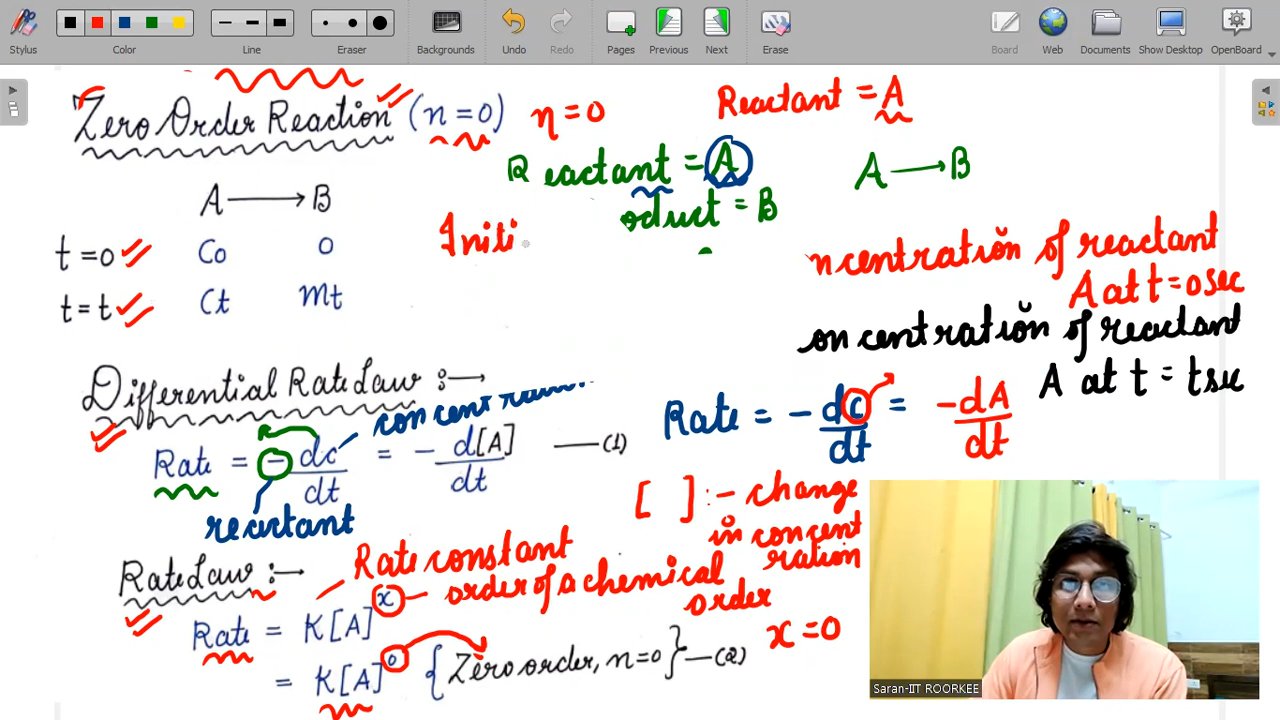 Stylus Color Line Eraser Backgrounds Undo Redo Pages Previous Next Erase Board Web Documents Show Desktop OpenBoard
Zero Order Reaction (n=0) n=0 Reactant = A
A → B
t=0 Co 0
t=t Ct Mt
Reactant = A
oduct = B
A → B
Initi
ncentration of reactant
A at t=0 sec
oncentration of reactant
A at t = t sec
Differential Rate Law :→
Rate = - dc/dt = - d[A]/dt —(1)
reactant
Rate = - dc/dt = -dA/dt
[ ] :- change
in concent
ration
Rate Law :→
Rate constant
order of a chemical
order
Rate = K[A]^x
x=0
= K[A]^0 {Zero order, n=0} —(2)
Saran-IIT ROORKEE